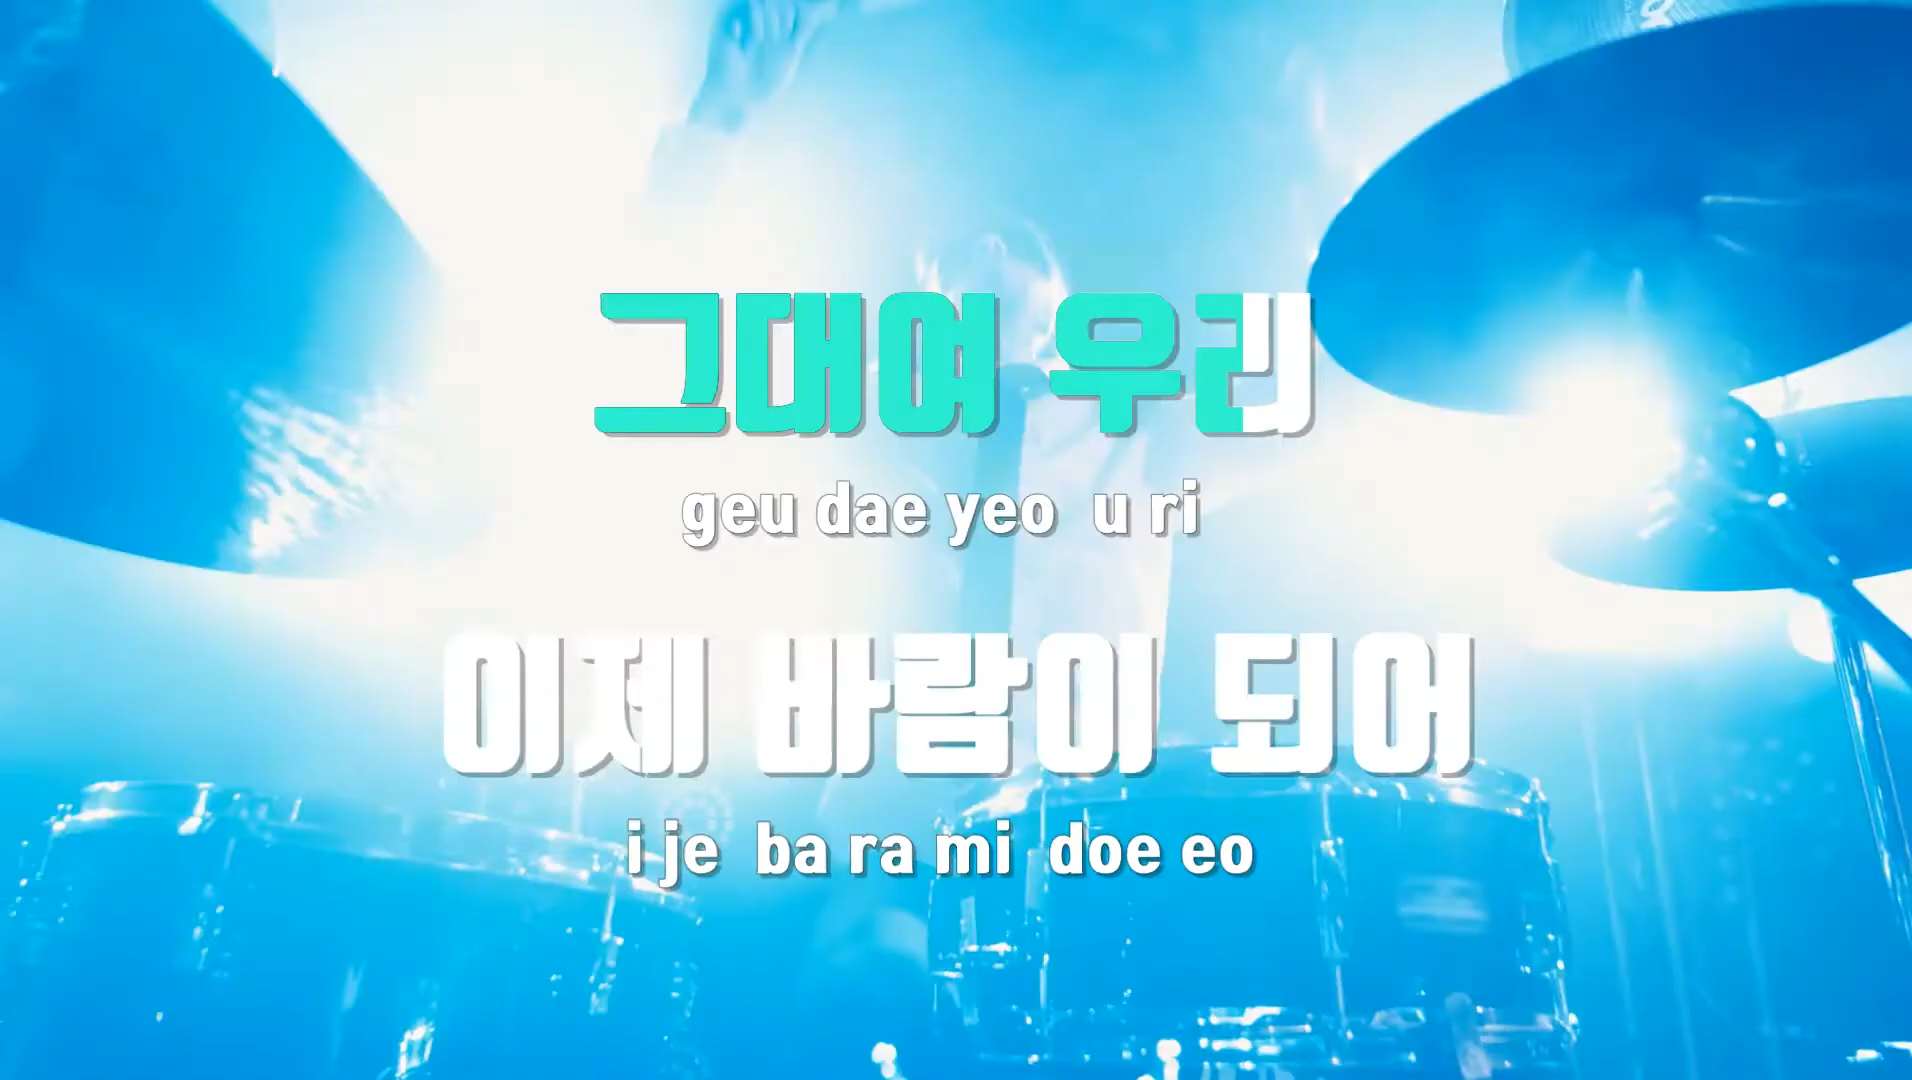 그대여 우리
geu dae yeo u ri
이제 바람이 되어
i je ba ra mi doe eo